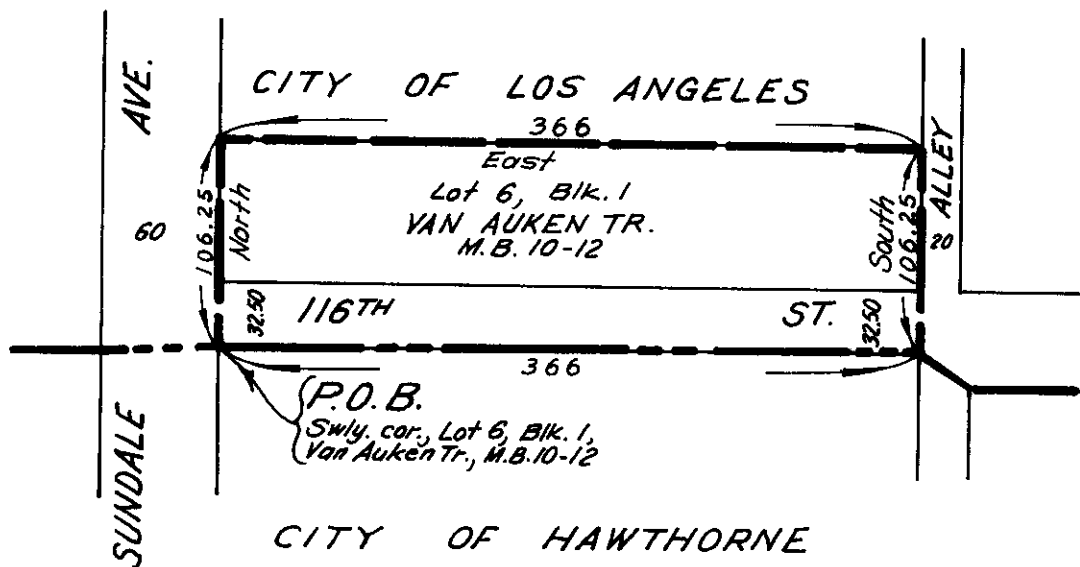 CITY OF LOS ANGELES
AVE.
366
East
ALLEY
Lot 6, Blk. 1
VAN AUKEN TR.
M.B. 10-12
60
106.25
North
South
106.25
20
32.50
116TH ST.
32.50
366
P.O.B.
Swly. cor., Lot 6, Blk. 1,
Van Auken Tr., M.B. 10-12
SUNDALE
CITY OF HAWTHORNE